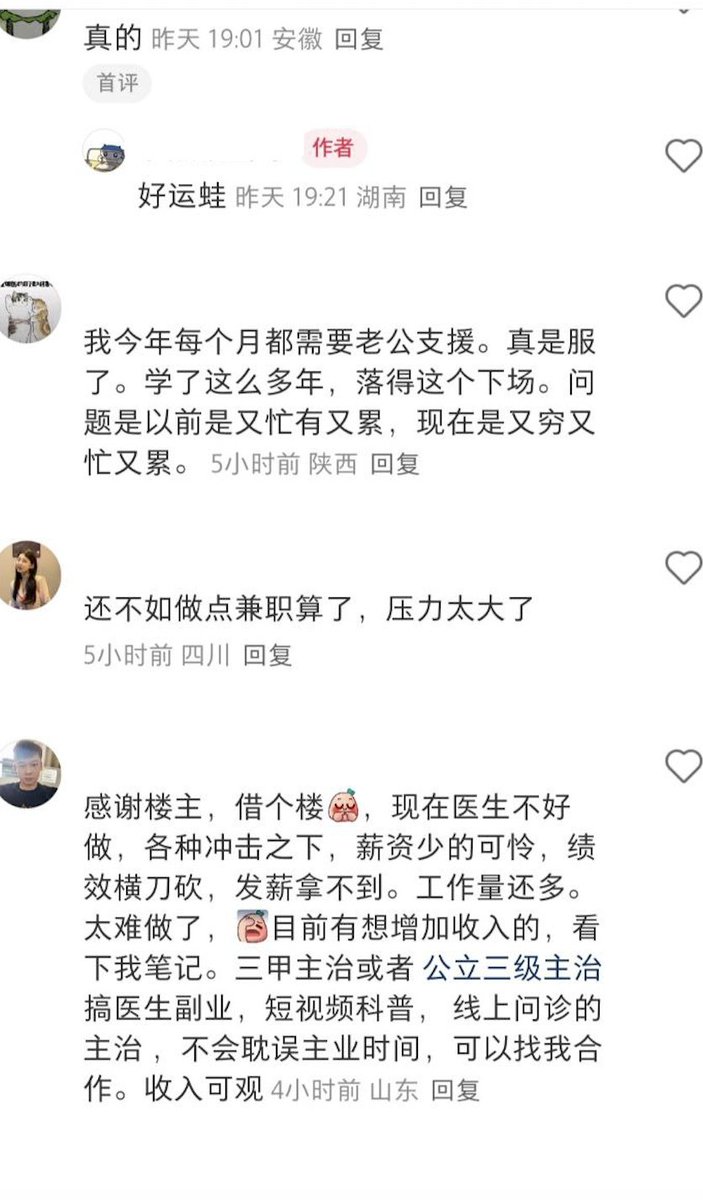 真的 昨天 19:01 安徽 回复
首评
作者
好运蛙 昨天 19:21 湖南 回复
我今年每个月都需要老公支援。真是服
了。学了这么多年，落得这个下场。问
题是以前是又忙有又累，现在是又穷又
忙又累。 5小时前 陕西 回复
还不如做点兼职算了，压力太大了
5小时前 四川 回复
感谢楼主，借个楼，现在医生不好
做，各种冲击之下，薪资少的可怜，绩
效横刀砍，发薪拿不到。工作量还多。
太难做了，目前有想增加收入的，看
下我笔记。三甲主治或者 公立三级主治
搞医生副业，短视频科普， 线上问诊的
主治 ，不会耽误主业时间，可以找我合
作。收入可观 4小时前 山东 回复